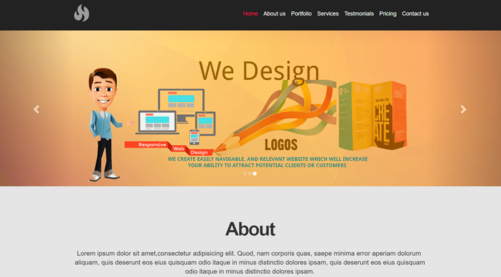 Home About us Portfolio Services Testimonials Pricing Contact us
We Design
Responsive Web Design
LOGOS
CREATE
WE CREATE EASILY NAVIGABLE, AND RELEVANT WEBSITE WHICH WILL INCREASE
YOUR ABILITY TO ATTRACT POTENTIAL CLIENTS OR CUSTOMERS
About
Lorem ipsum dolor sit amet,consectetur adipisicing elit. Quod, nam corporis quas, saepe minima error aperiam dolorum
aliquam, quis deserunt eos eius quisquam odio itaque in minus distinctio dolores ipsam, quis deserunt eos eius quisquam
odio itaque in minus distinctio dolores ipsam.